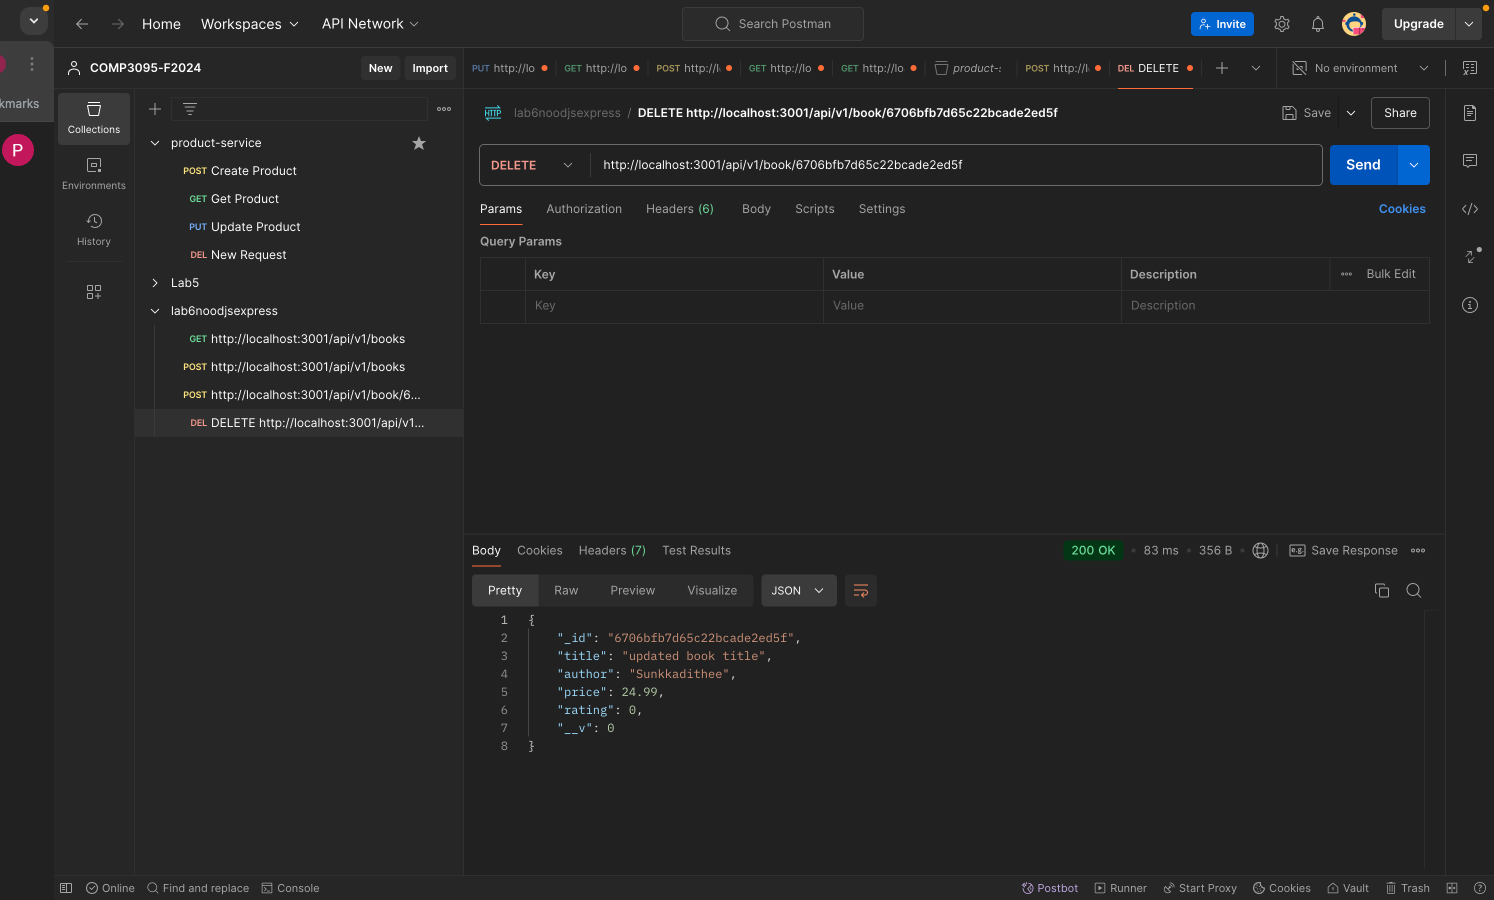 Home Workspaces API Network Search Postman Invite Upgrade
COMP3095-F2024 New Import
PUT http://lo GET http://lo POST http://l GET http://lo GET http://lo product-s POST http://l DEL DELETE No environment
kmarks
P
Collections
Environments
History
product-service
POST Create Product
GET Get Product
PUT Update Product
DEL New Request
Lab5
lab6noodjsexpress
GET http://localhost:3001/api/v1/books
POST http://localhost:3001/api/v1/books
POST http://localhost:3001/api/v1/book/6...
DEL DELETE http://localhost:3001/api/v1...
HTTP lab6noodjsexpress / DELETE http://localhost:3001/api/v1/book/6706bfb7d65c22bcade2ed5f Save Share
DELETE http://localhost:3001/api/v1/book/6706bfb7d65c22bcade2ed5f Send
Params Authorization Headers (6) Body Scripts Settings Cookies
Query Params
Key Value Description Bulk Edit
Key Value Description
Body Cookies Headers (7) Test Results 200 OK 83 ms 356 B e.g. Save Response
Pretty Raw Preview Visualize JSON
1 {
2 "_id": "6706bfb7d65c22bcade2ed5f",
3 "title": "updated book title",
4 "author": "Sunkkadithee",
5 "price": 24.99,
6 "rating": 0,
7 "__v": 0
8 }
Online Find and replace Console Postbot Runner Start Proxy Cookies Vault Trash